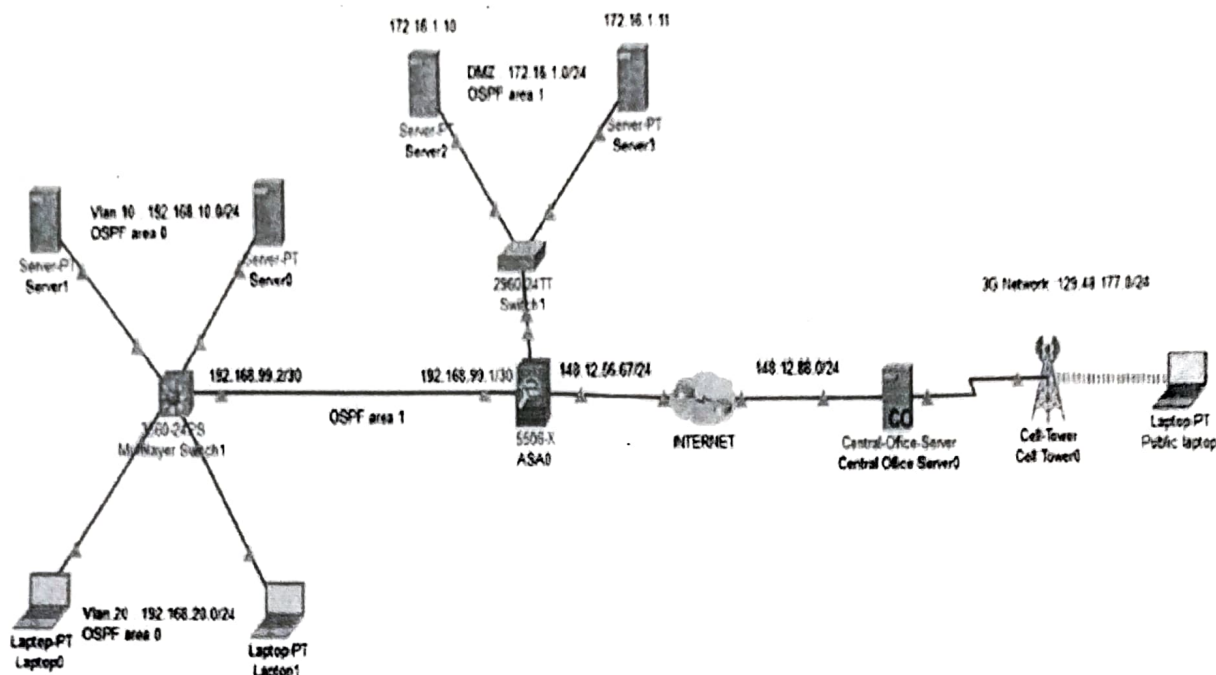 172.16.1.10
172.16.1.11
DMZ 172.16.1.0/24
OSPF area 1
Server-PT
Server2
Server-PT
Server3
Vlan 10 192.168.10.0/24
OSPF area 0
Server-PT
Server1
Server-PT
Server0
2960-24TT
Switch1
3G Network
192.168.99.2/30
192.168.99.1/30
148.12.56.67/24
148.12.88.0/24
OSPF area 1
3560-24PS
Multilayer Switch1
5506-X
ASA0
INTERNET
CO
Central-Office-Server
Central Office Server0
Cell-Tower
Cell Tower0
Laptop-PT
Public laptop
Vlan 20 192.168.20.0/24
OSPF area 0
Laptop-PT
Laptop0
Laptop-PT
Laptop1